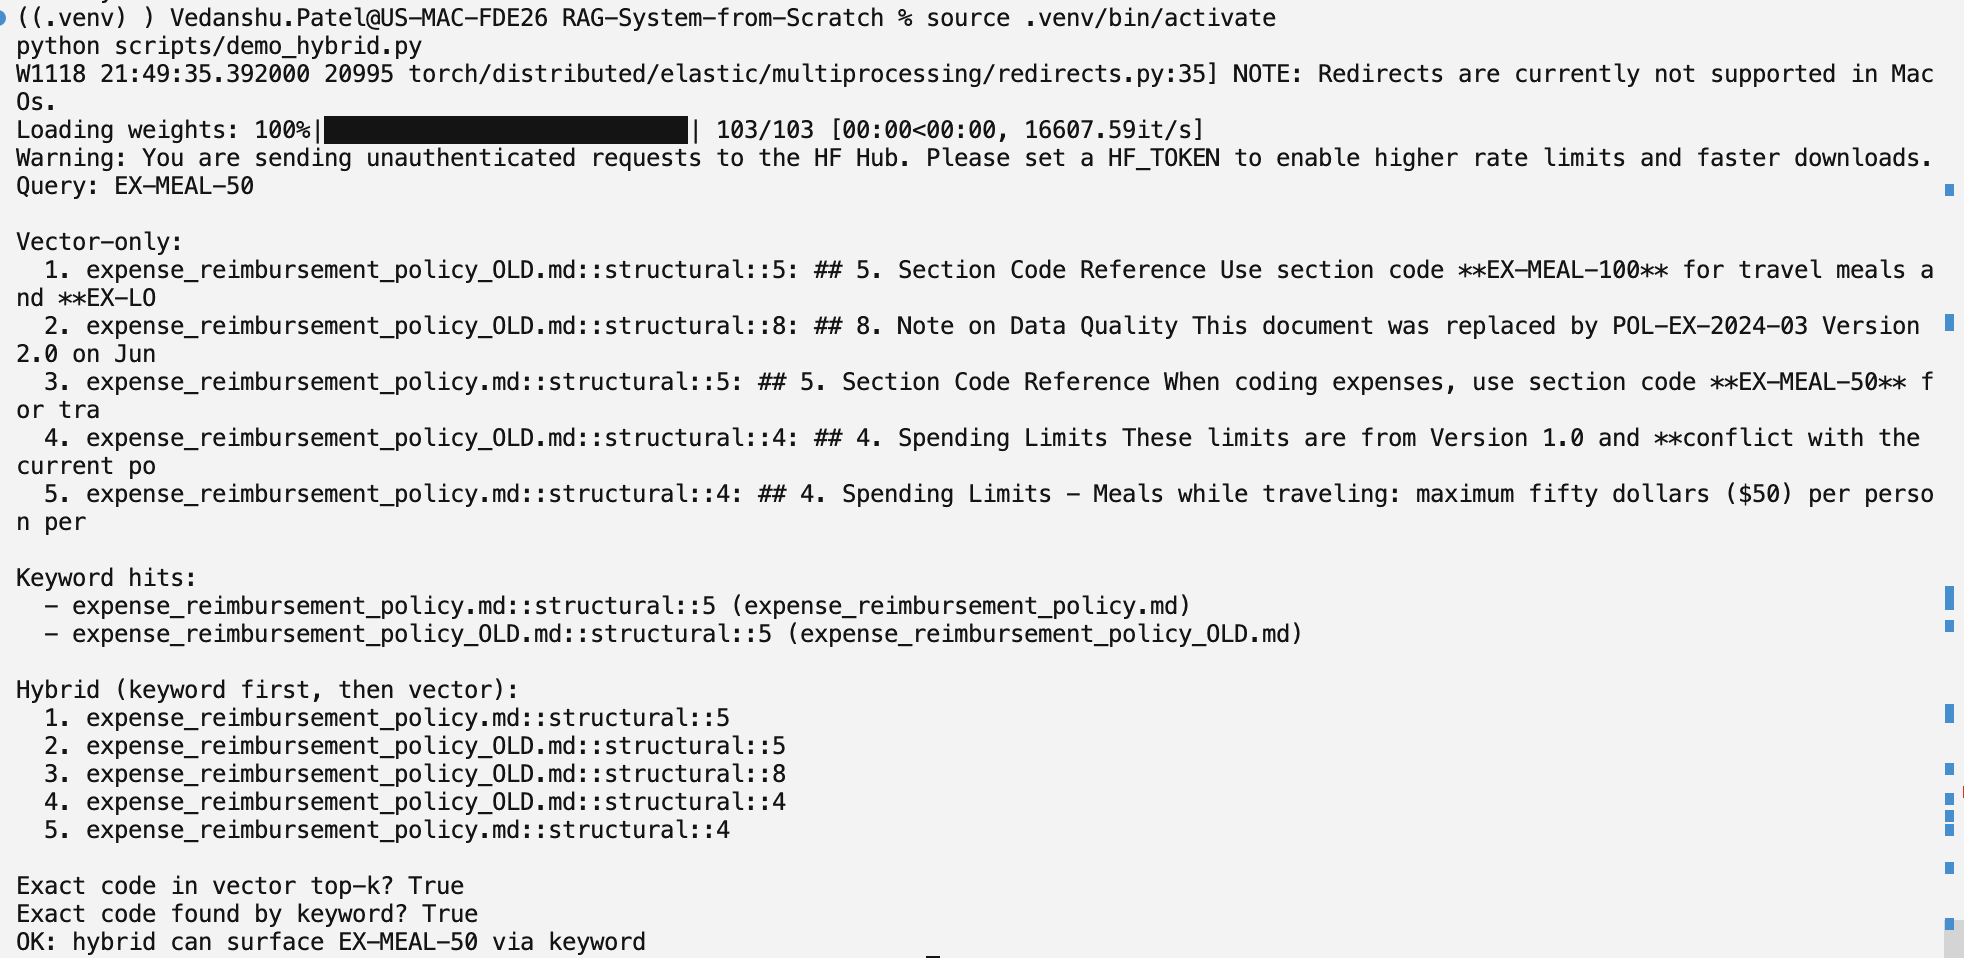 ((.venv) ) Vedanshu.Patel@US-MAC-FDE26 RAG-System-from-Scratch % source .venv/bin/activate
python scripts/demo_hybrid.py
W1118 21:49:35.392000 20995 torch/distributed/elastic/multiprocessing/redirects.py:35] NOTE: Redirects are currently not supported in Mac
Os.
Loading weights: 100%|██████████████████████████| 103/103 [00:00<00:00, 16607.59it/s]
Warning: You are sending unauthenticated requests to the HF Hub. Please set a HF_TOKEN to enable higher rate limits and faster downloads.
Query: EX-MEAL-50

Vector-only:
  1. expense_reimbursement_policy_OLD.md::structural::5: ## 5. Section Code Reference Use section code **EX-MEAL-100** for travel meals a
nd **EX-LO
  2. expense_reimbursement_policy_OLD.md::structural::8: ## 8. Note on Data Quality This document was replaced by POL-EX-2024-03 Version
2.0 on Jun
  3. expense_reimbursement_policy.md::structural::5: ## 5. Section Code Reference When coding expenses, use section code **EX-MEAL-50** f
or tra
  4. expense_reimbursement_policy_OLD.md::structural::4: ## 4. Spending Limits These limits are from Version 1.0 and **conflict with the
current po
  5. expense_reimbursement_policy.md::structural::4: ## 4. Spending Limits - Meals while traveling: maximum fifty dollars ($50) per perso
n per

Keyword hits:
  - expense_reimbursement_policy.md::structural::5 (expense_reimbursement_policy.md)
  - expense_reimbursement_policy_OLD.md::structural::5 (expense_reimbursement_policy_OLD.md)

Hybrid (keyword first, then vector):
  1. expense_reimbursement_policy.md::structural::5
  2. expense_reimbursement_policy_OLD.md::structural::5
  3. expense_reimbursement_policy_OLD.md::structural::8
  4. expense_reimbursement_policy_OLD.md::structural::4
  5. expense_reimbursement_policy.md::structural::4

Exact code in vector top-k? True
Exact code found by keyword? True
OK: hybrid can surface EX-MEAL-50 via keyword